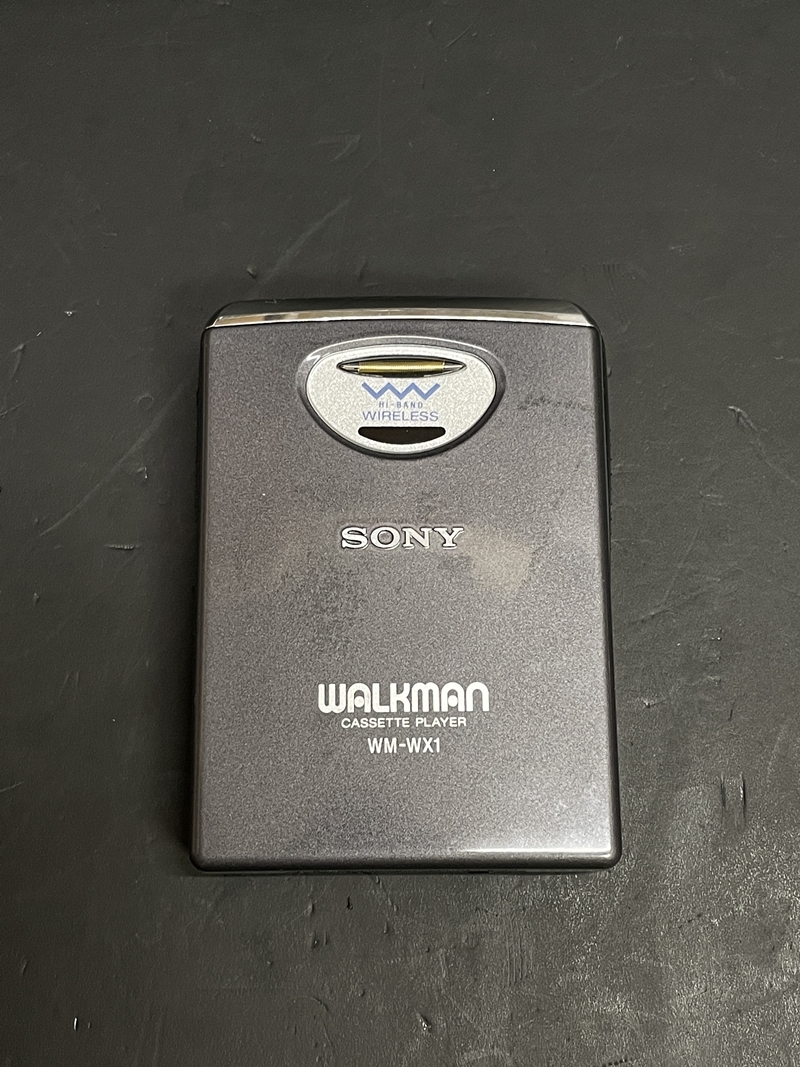 HI-BAND
WIRELESS
SONY
WALKMAN
CASSETTE PLAYER
WM-WX1